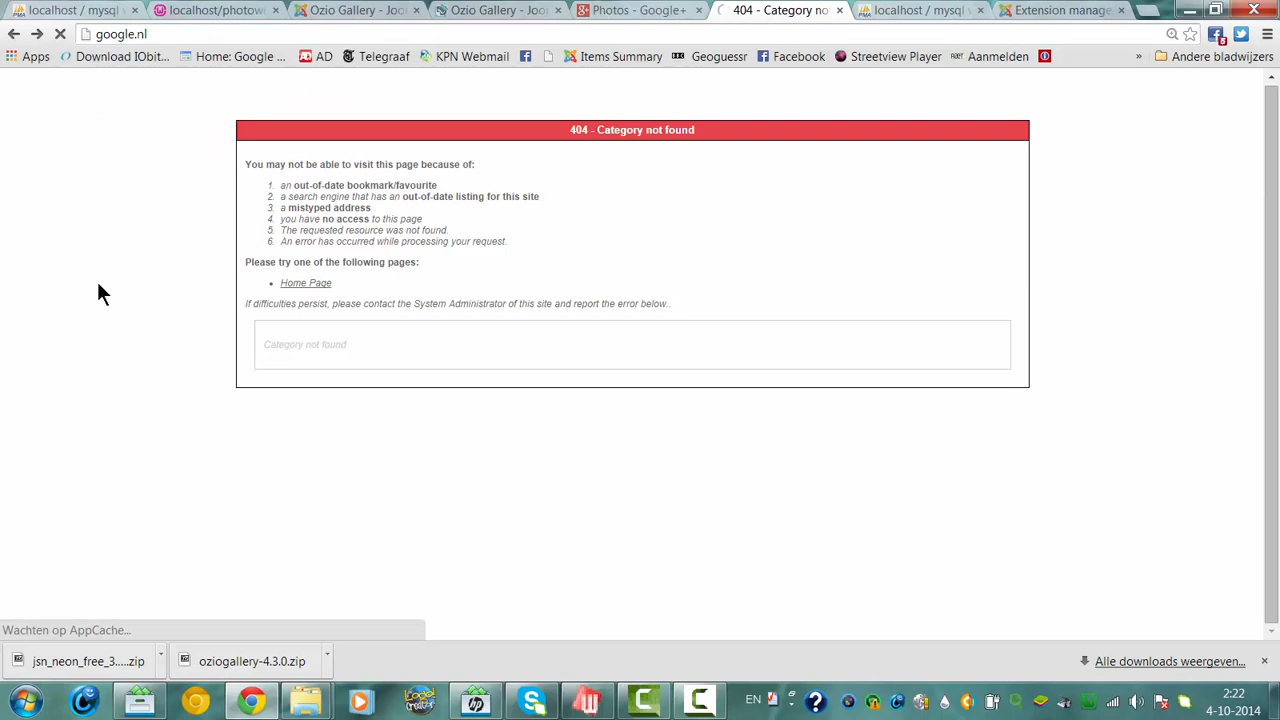 localhost / mysql
localhost/photow
Ozio Gallery - Joo
Ozio Gallery - Joo
Photos - Google+
404 - Category no
localhost / mysql
Extension manage
google.nl
Apps
Download IObit...
Home: Google ...
AD
Telegraaf
KPN Webmail
Items Summary
Geoguessr
Facebook
Streetview Player
Aanmelden
»
Andere bladwijzers
404 - Category not found
You may not be able to visit this page because of:
1. an out-of-date bookmark/favourite
2. a search engine that has an out-of-date listing for this site
3. a mistyped address
4. you have no access to this page
5. The requested resource was not found.
6. An error has occurred while processing your request.
Please try one of the following pages:
• Home Page
If difficulties persist, please contact the System Administrator of this site and report the error below..
Category not found
Wachten op AppCache...
jsn_neon_free_3....zip
oziogallery-4.3.0.zip
Alle downloads weergeven...
EN
2:22
4-10-2014